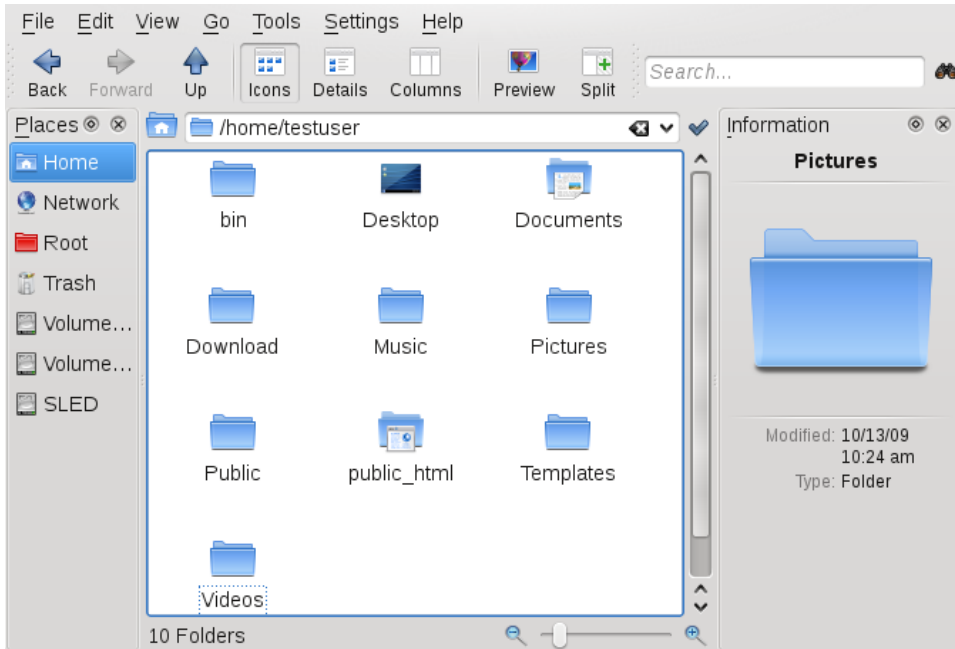 File Edit View Go Tools Settings Help
Back Forward Up Icons Details Columns Preview Split Search...
Places
Home
Network
Root
Trash
Volume...
Volume...
SLED
/home/testuser
bin Desktop Documents
Download Music Pictures
Public public_html Templates
Videos
10 Folders
Information
Pictures
Modified: 10/13/09
10:24 am
Type: Folder